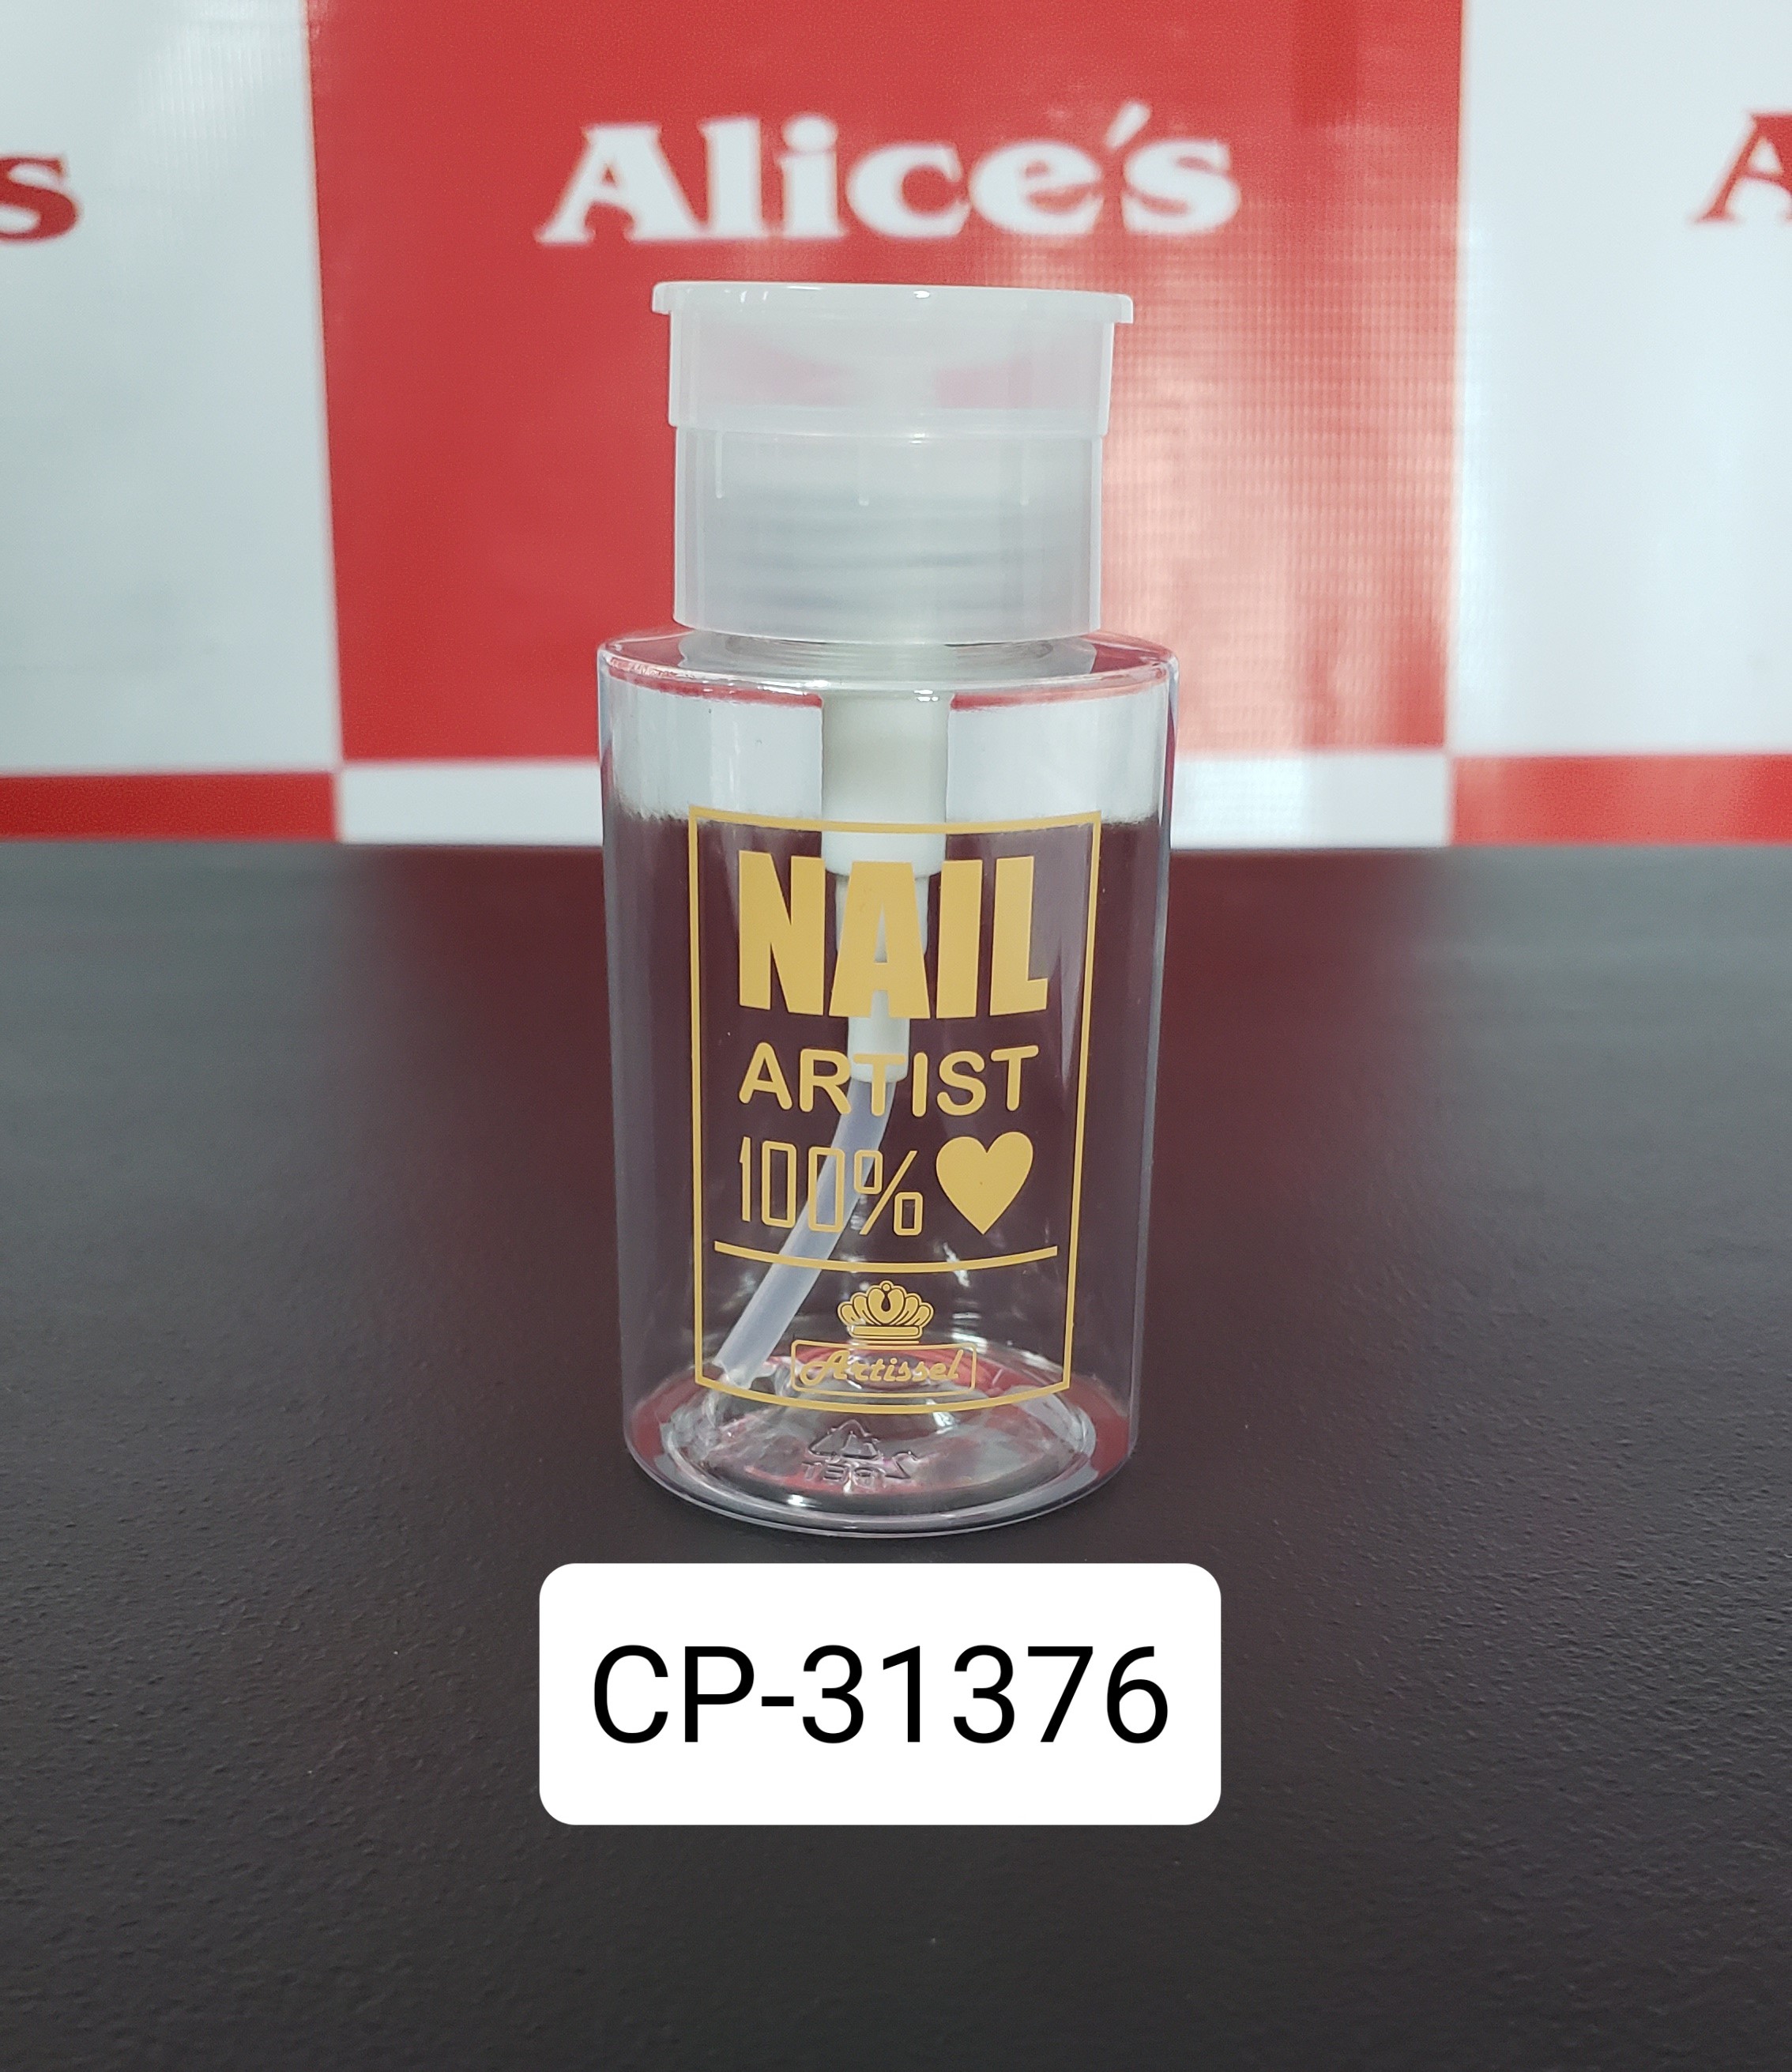 Alice's
NAIL
ARTIST
100%
Artissel
CP-31376